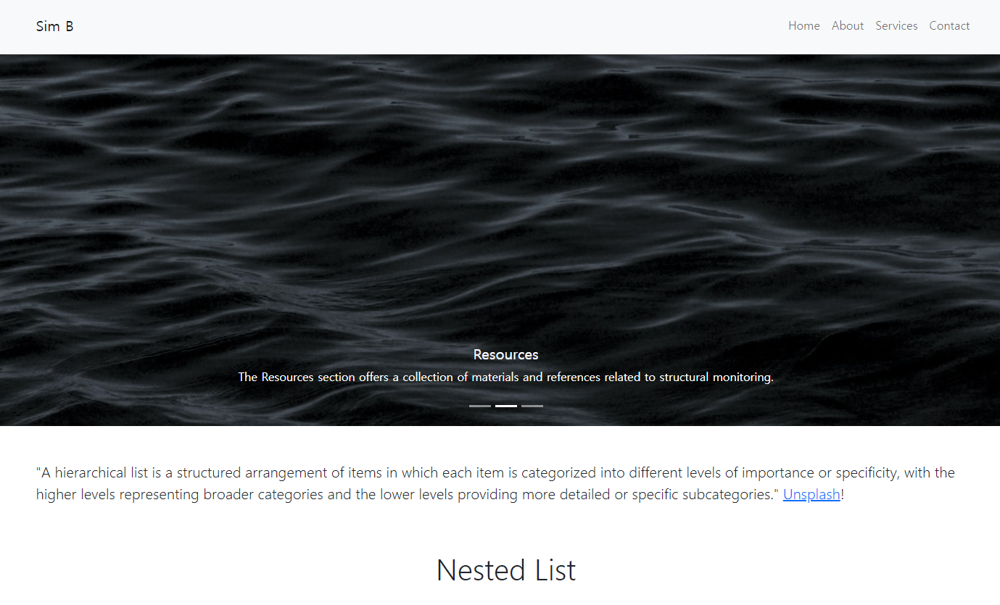 Sim B
Home About Services Contact
Resources
The Resources section offers a collection of materials and references related to structural monitoring.
"A hierarchical list is a structured arrangement of items in which each item is categorized into different levels of importance or specificity, with the
higher levels representing broader categories and the lower levels providing more detailed or specific subcategories." Unsplash!
Nested List